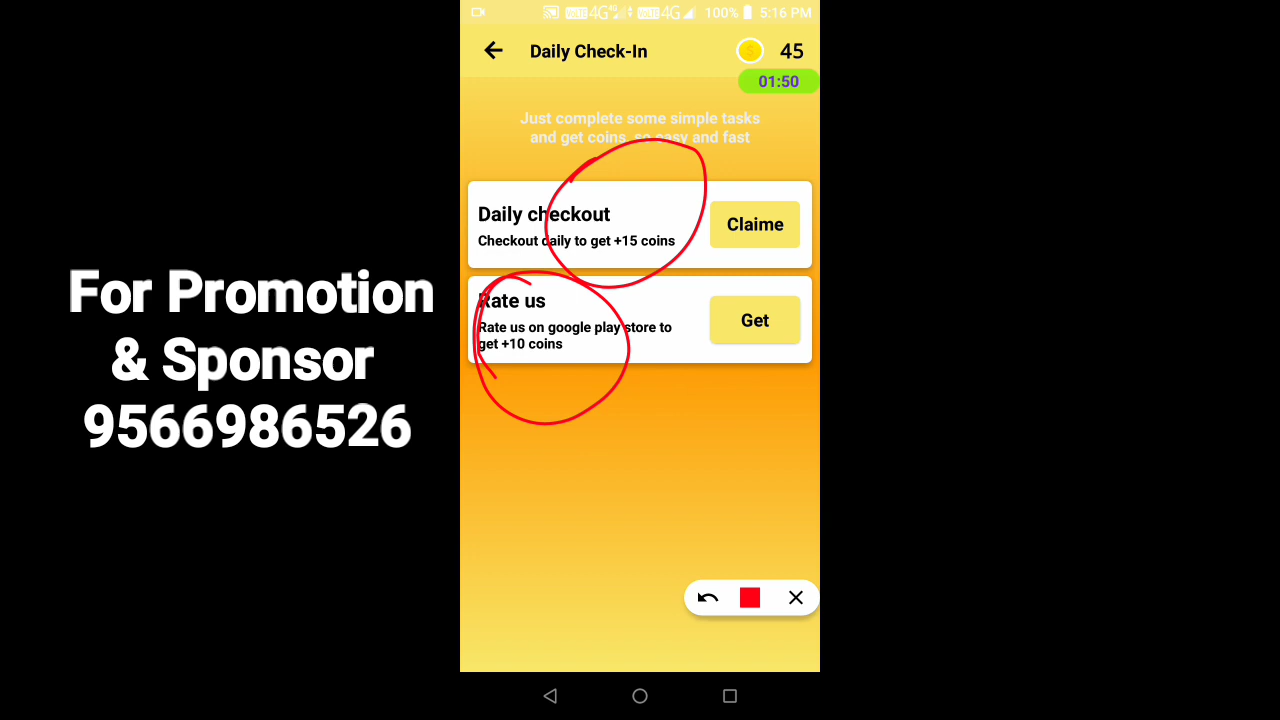 5:16 PM
100%
4G
4G
VoLTE
VoLTE
Daily Check-In
45
01:50
Just complete some simple tasks
and get coins, so easy and fast
Daily checkout
Checkout daily to get +15 coins
Claime
Rate us
Rate us on google play store to
get +10 coins
Get
For Promotion
& Sponsor
9566986526